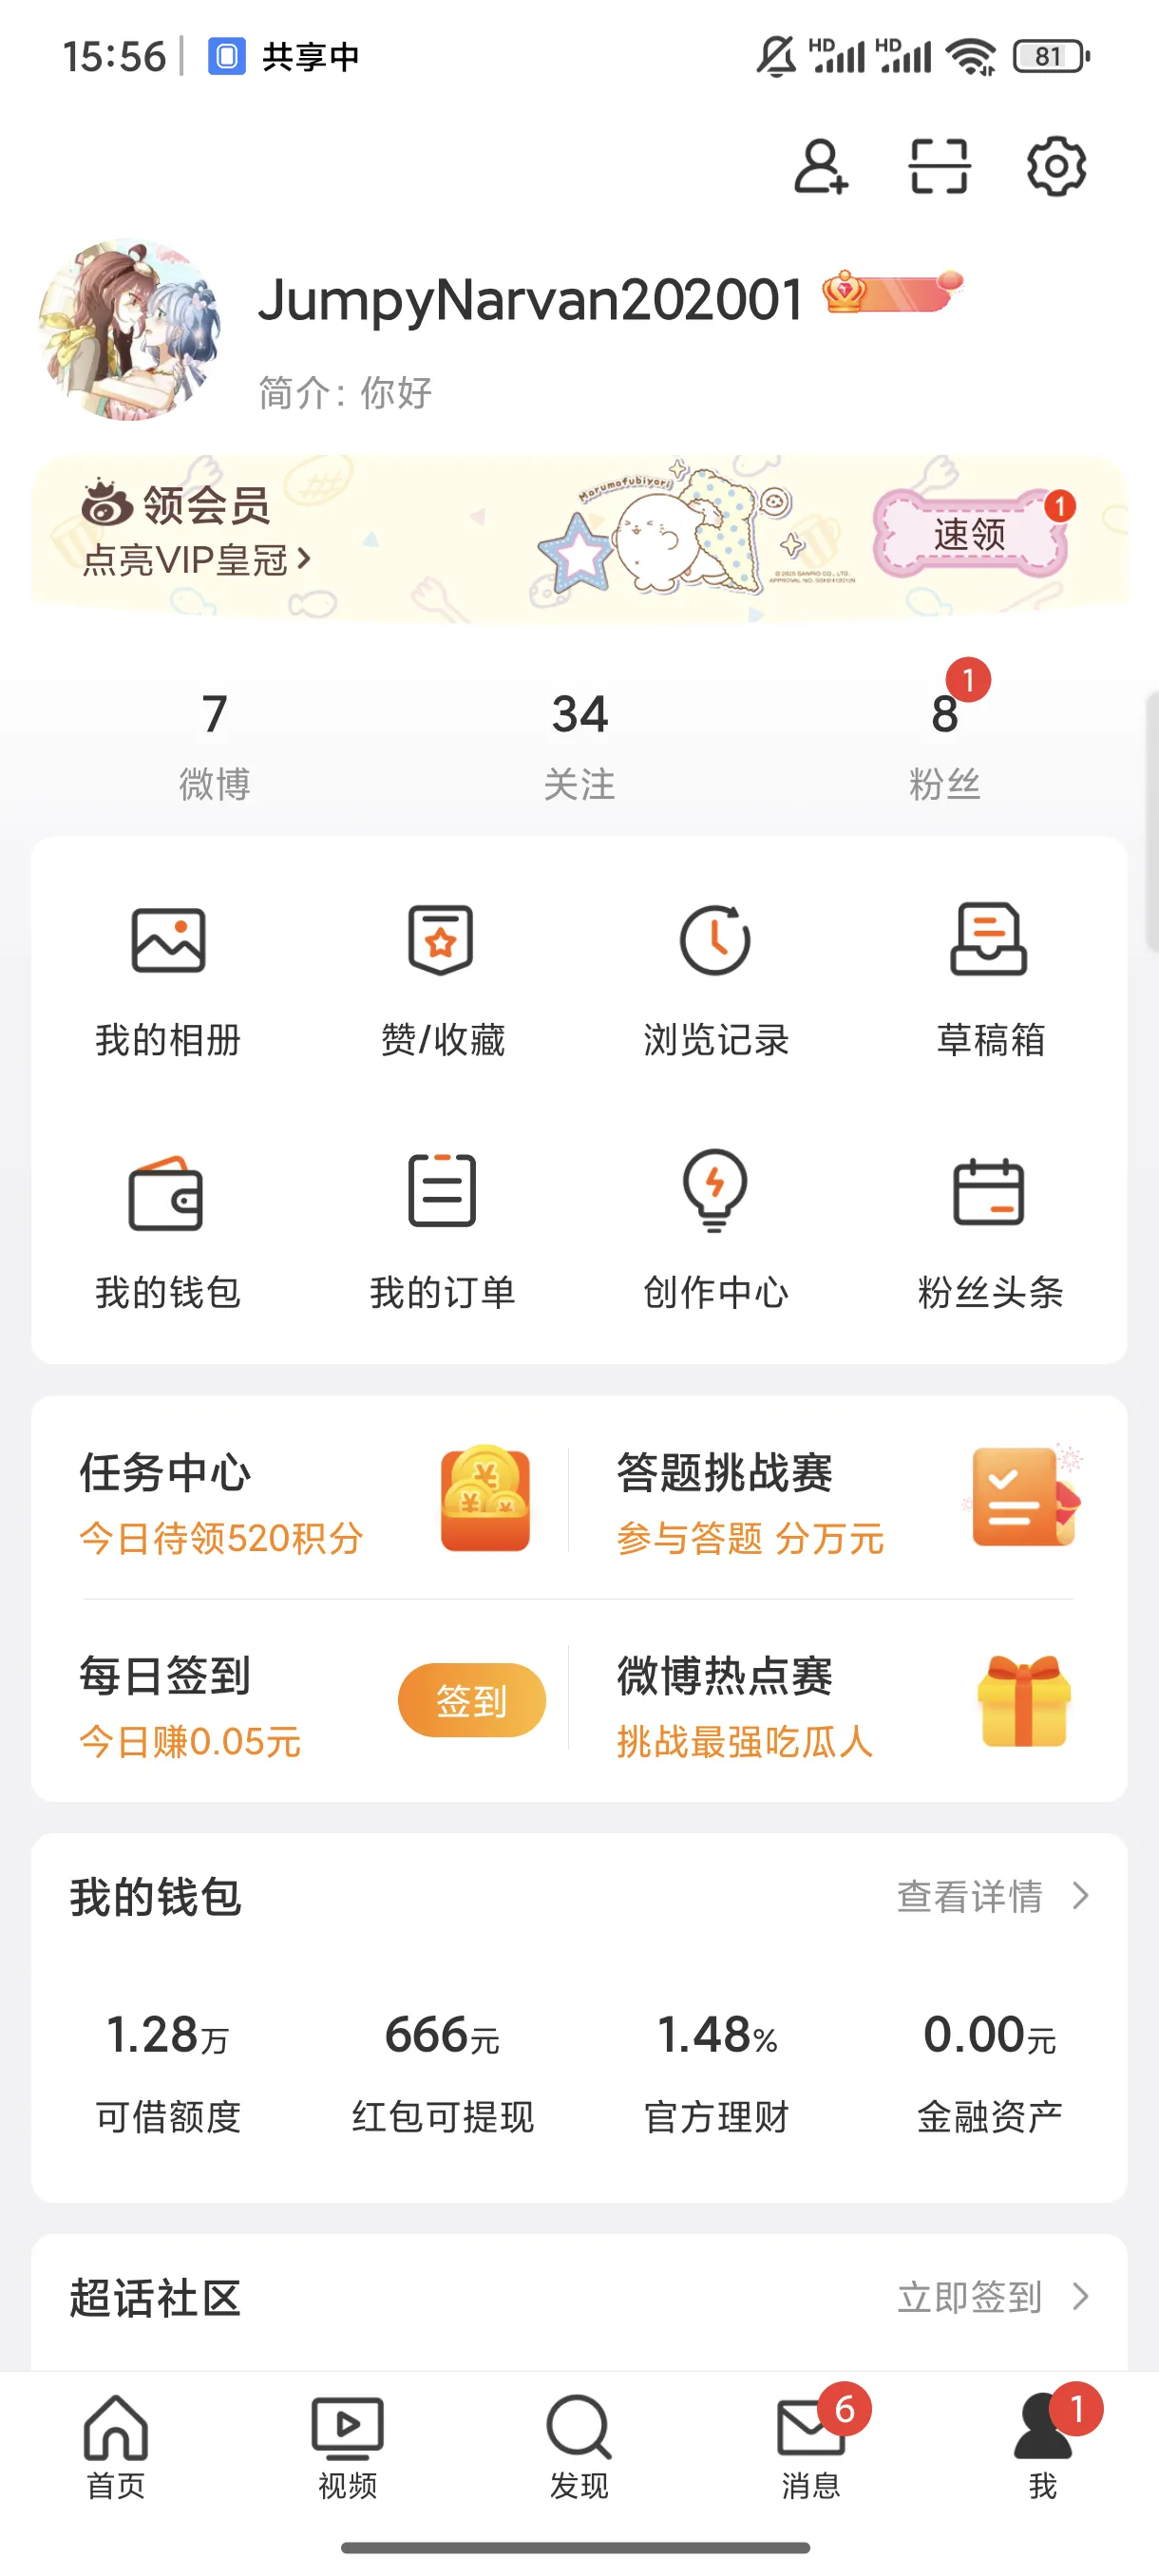 15:56
共享中
HD HD 81
JumpyNarvan202001
简介：你好
领会员
点亮VIP皇冠
Marumofubiyori
速领
1
7
34
8
1
微博
关注
粉丝
我的相册
赞/收藏
浏览记录
草稿箱
我的钱包
我的订单
创作中心
粉丝头条
任务中心
今日待领520积分
答题挑战赛
参与答题 分万元
每日签到
今日赚0.05元
签到
微博热点赛
挑战最强吃瓜人
我的钱包
查看详情
1.28万
666元
1.48%
0.00元
可借额度
红包可提现
官方理财
金融资产
超话社区
立即签到
6
1
首页
视频
发现
消息
我